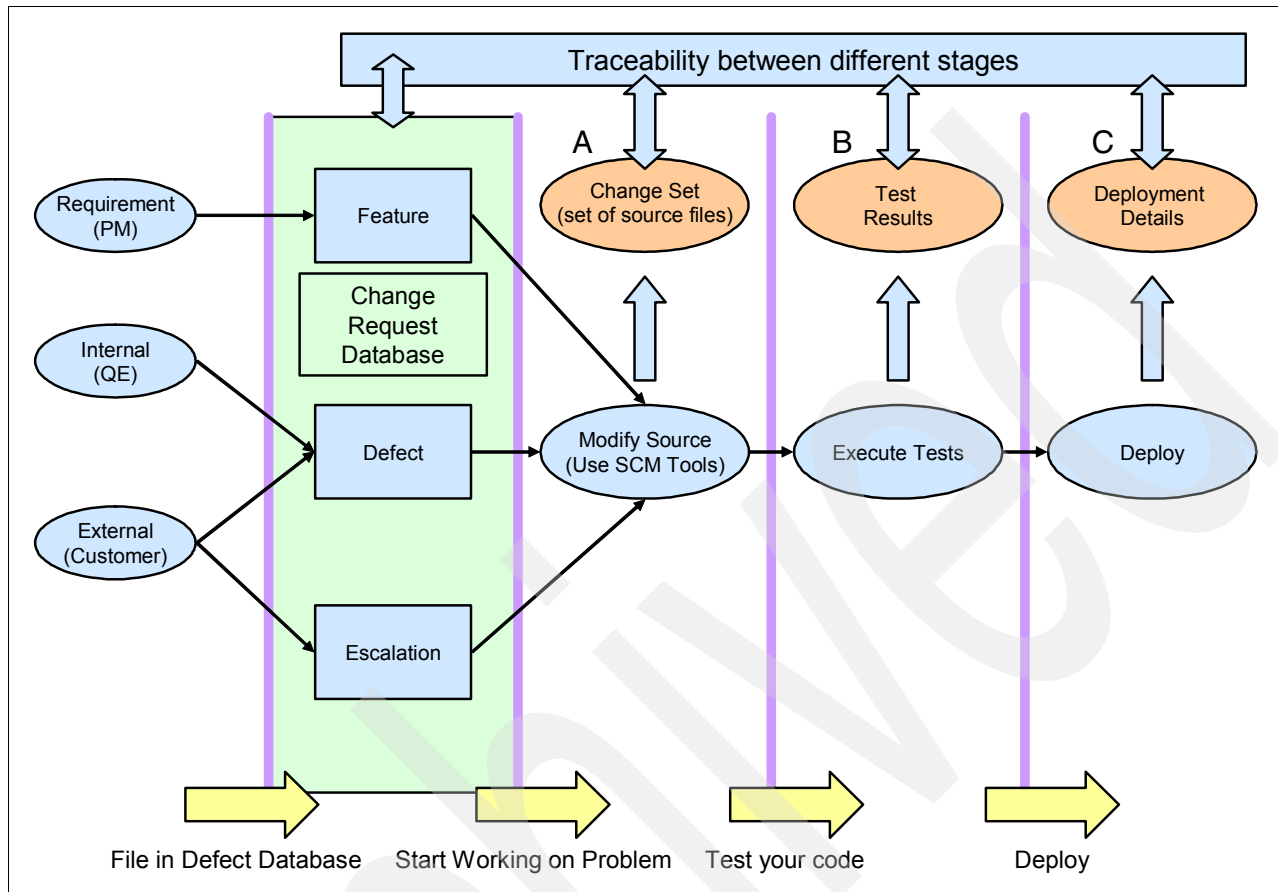 Traceability between different stages
A
B
C
Requirement
(PM)
Feature
Change Set
(set of source files)
Test
Results
Deployment
Details
Change
Request
Database
Internal
(QE)
Defect
Modify Source
(Use SCM Tools)
Execute Tests
Deploy
External
(Customer)
Escalation
File in Defect Database
Start Working on Problem
Test your code
Deploy